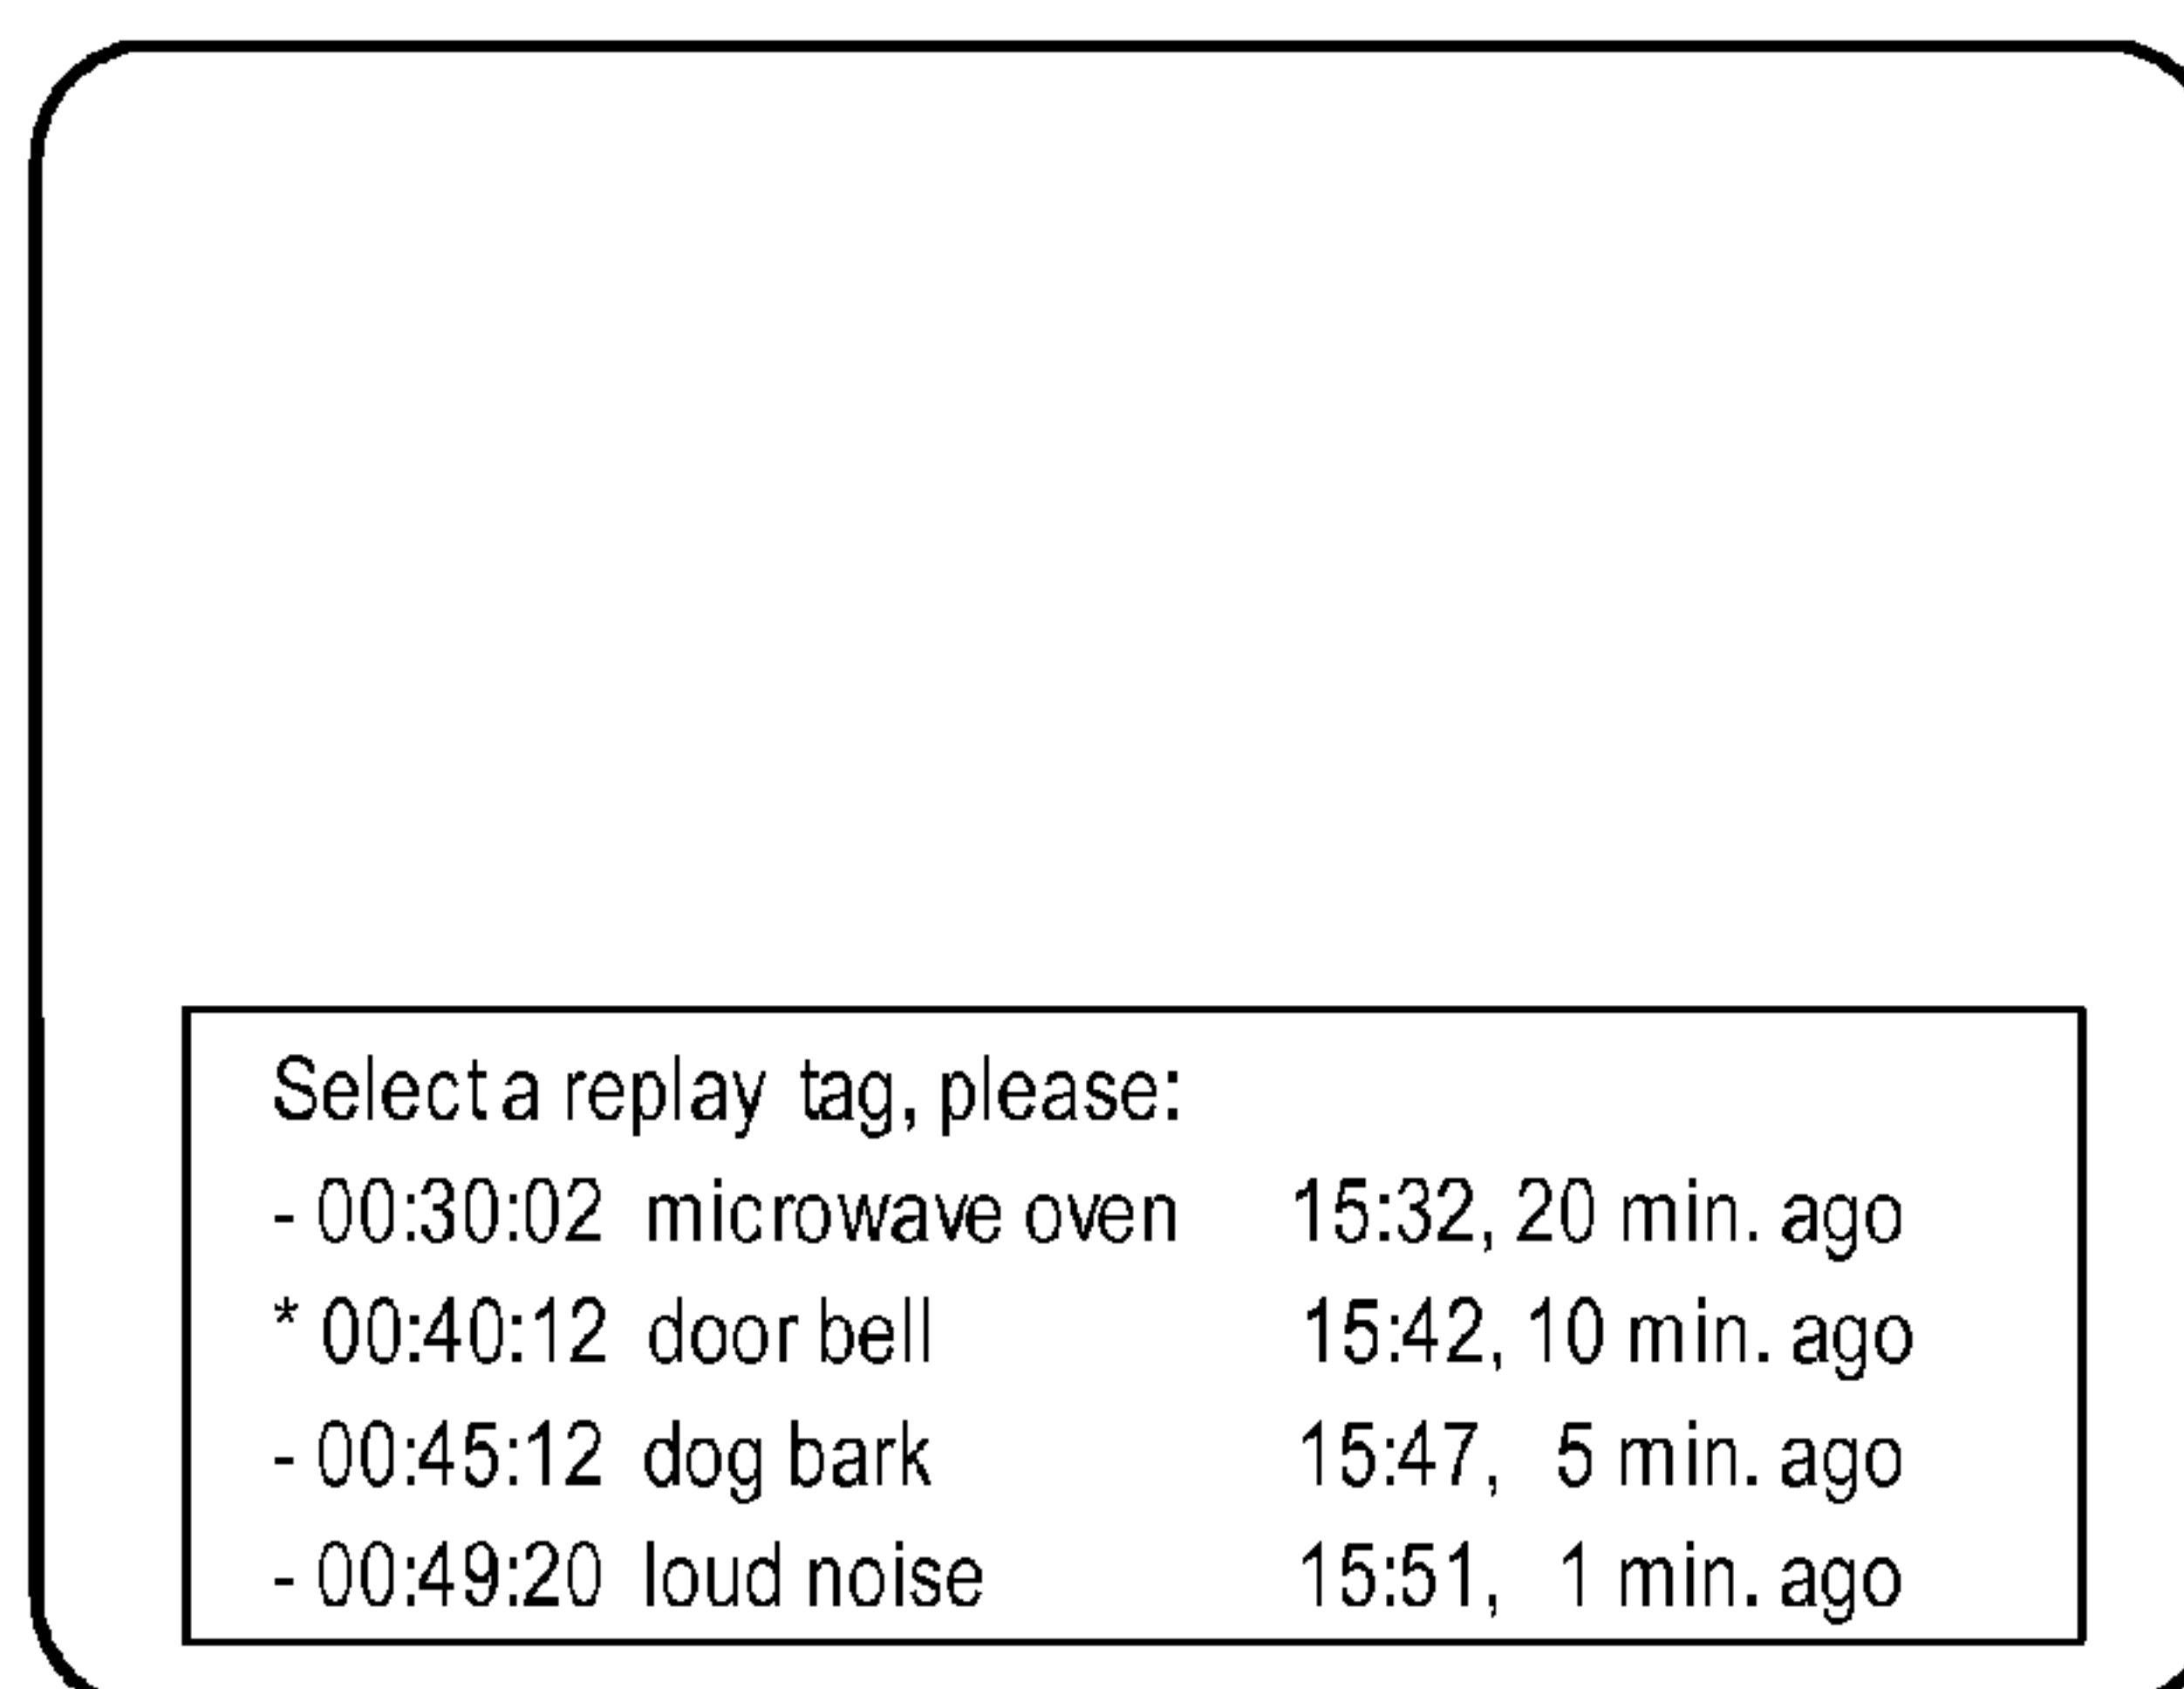 Select a replay tag, please:
- 00:30:02 microwave oven 15:32, 20 min. ago
* 00:40:12 door bell 15:42, 10 min. ago
- 00:45:12 dog bark 15:47, 5 min. ago
- 00:49:20 loud noise 15:51, 1 min. ago